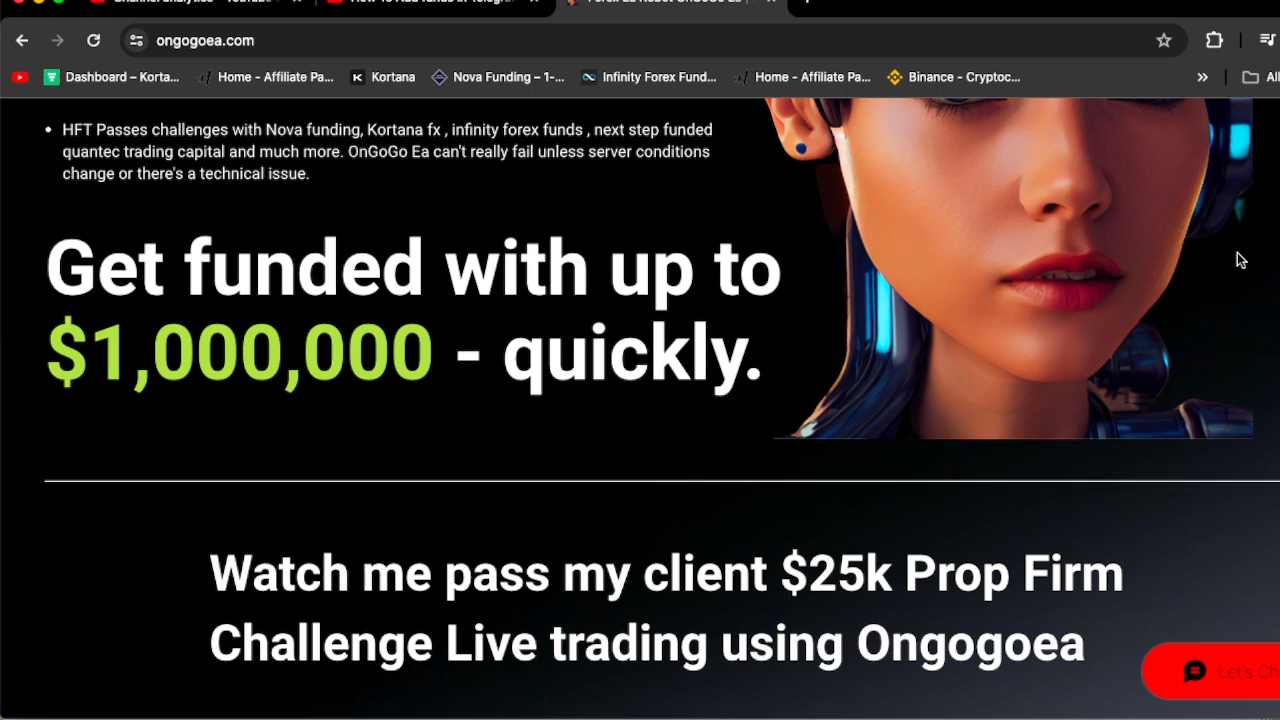 ongogoea.com
Dashboard – Korta... Home - Affiliate Pa... Kortana Nova Funding – 1-... Infinity Forex Fund... Home - Affiliate Pa... Binance - Cryptoc... » All
• HFT Passes challenges with Nova funding, Kortana fx , infinity forex funds , next step funded
quantec trading capital and much more. OnGoGo Ea can't really fail unless server conditions
change or there's a technical issue.
Get funded with up to
$1,000,000 - quickly.
Watch me pass my client $25k Prop Firm
Challenge Live trading using Ongogoea
Let's Ch